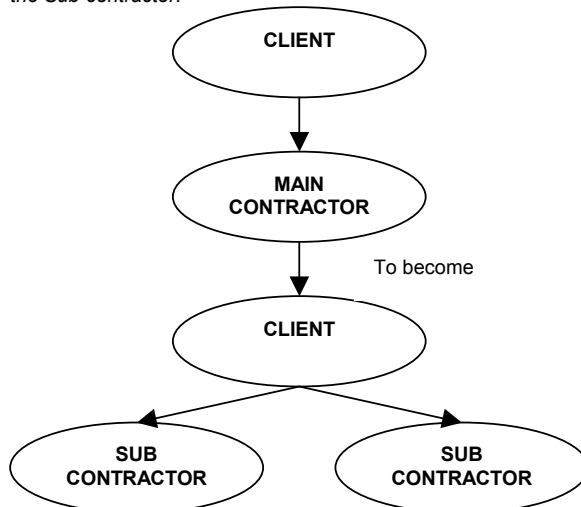 the Sub-contractor.
CLIENT
MAIN
CONTRACTOR
To become
CLIENT
SUB
CONTRACTOR
SUB
CONTRACTOR